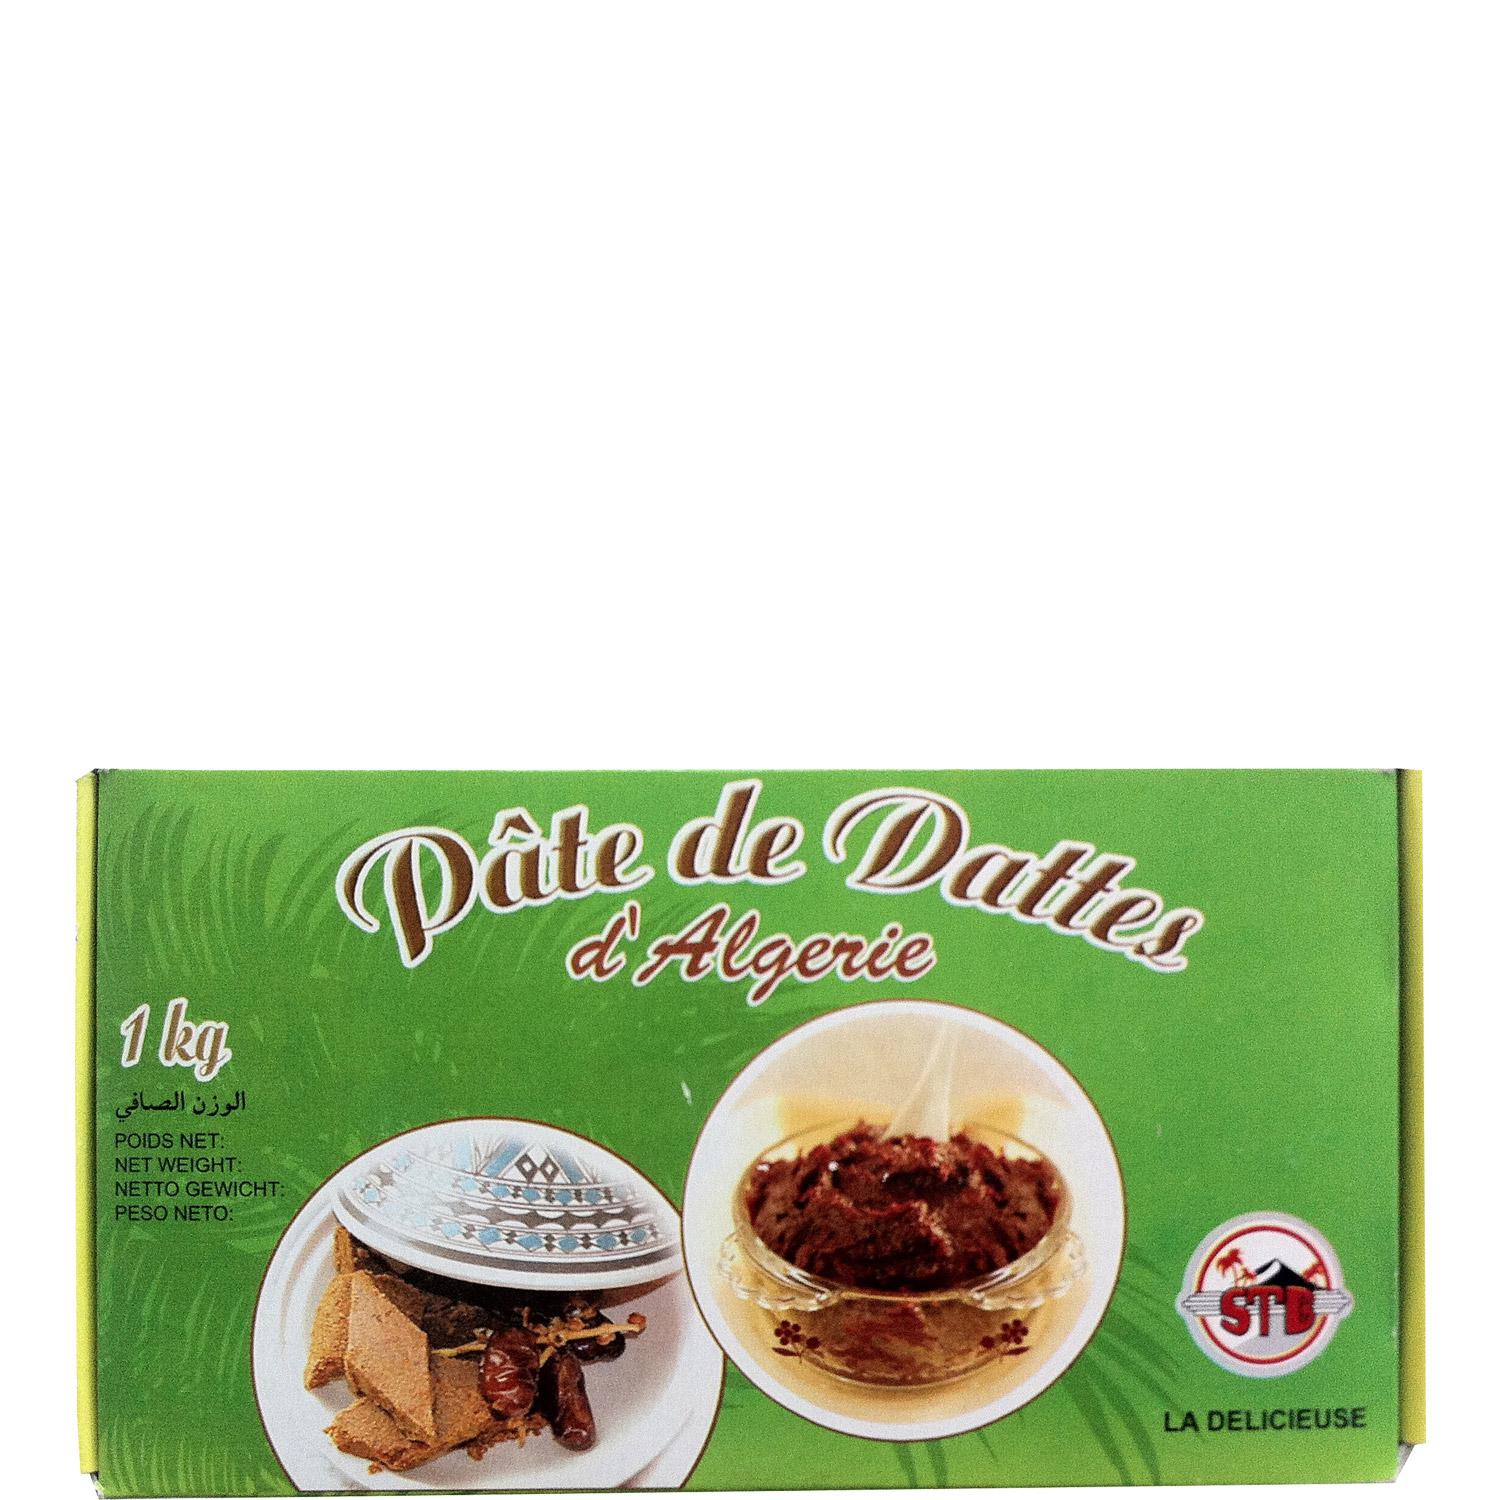 Pâte de Dattes
d'Algerie
1 kg
الوزن الصافي
POIDS NET:
NET WEIGHT:
NETTO GEWICHT:
PESO NETO:
STB
LA DELICIEUSE